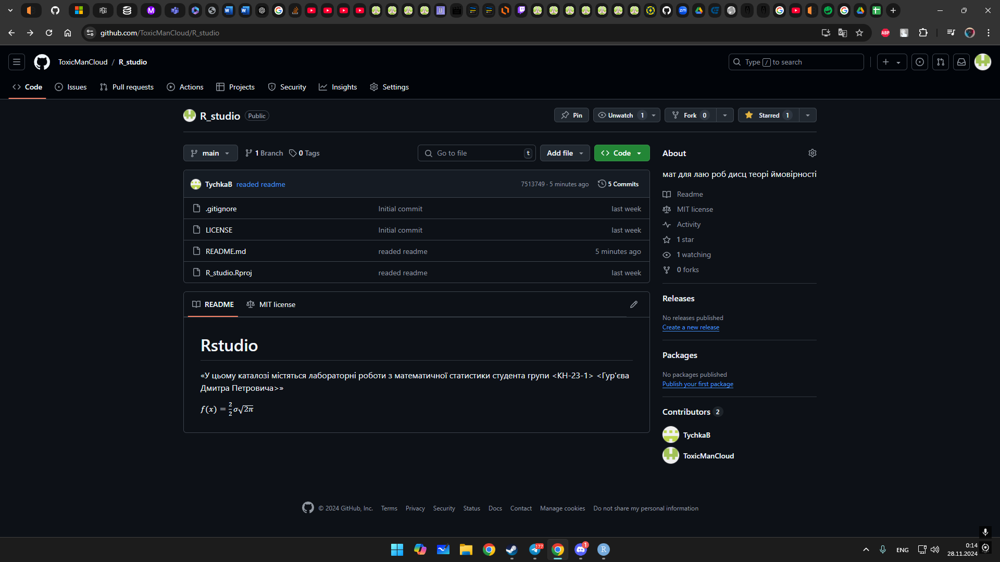 github.com/ToxicManCloud/R_studio
ToxicManCloud / R_studio
Type / to search
Code Issues Pull requests Actions Projects Security Insights Settings
R_studio Public
Pin Unwatch 1 Fork 0 Starred 1
main 1 Branch 0 Tags Go to file t Add file Code
TychkaB readed readme 7513749 · 5 minutes ago 5 Commits
.gitignore Initial commit last week
LICENSE Initial commit last week
README.md readed readme 5 minutes ago
R_studio.Rproj readed readme last week
README MIT license
Rstudio
«У цьому каталозі містяться лабораторні роботи з математичної статистики студента групи <КН-23-1> <Гур'єва
Дмитра Петровича>»
f(x) = 2/2 σ√2π
About
мат для лаю роб дисц теорі ймовірності
Readme
MIT license
Activity
1 star
1 watching
0 forks
Releases
No releases published
Create a new release
Packages
No packages published
Publish your first package
Contributors 2
TychkaB
ToxicManCloud
© 2024 GitHub, Inc. Terms Privacy Security Status Docs Contact Manage cookies Do not share my personal information
177 1 ENG 0:14
28.11.2024